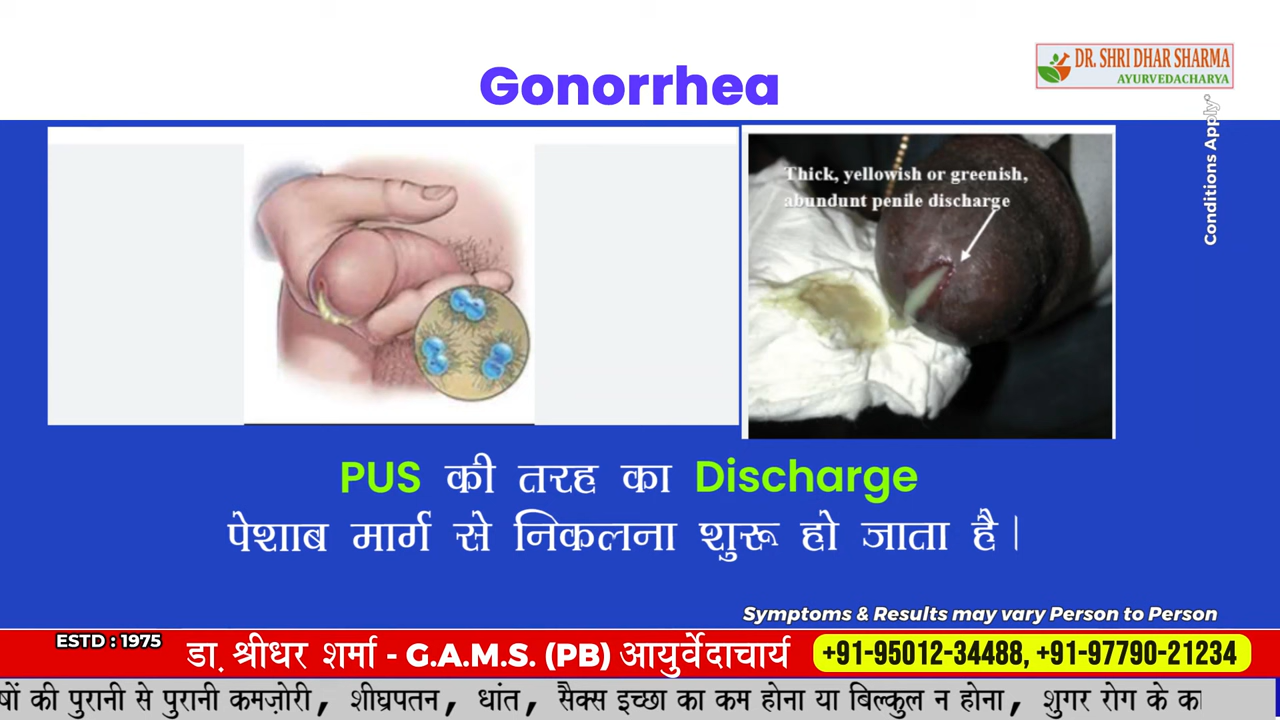 Gonorrhea
DR. SHRI DHAR SHARMA
AYURVEDACHARYA
Conditions Apply*
Thick, yellowish or greenish,
abundunt penile discharge
PUS की तरह का Discharge
पेशाब मार्ग से निकलना शुरू हो जाता है।
Symptoms & Results may vary Person to Person
ESTD : 1975
डा. श्रीधर शर्मा - G.A.M.S. (PB) आयुर्वेदाचार्य
+91-95012-34488, +91-97790-21234
षों की पुरानी से पुरानी कमज़ोरी, शीघ्रपतन, धांत, सैक्स इच्छा का कम होना या बिल्कुल न होना, शुगर रोग के का